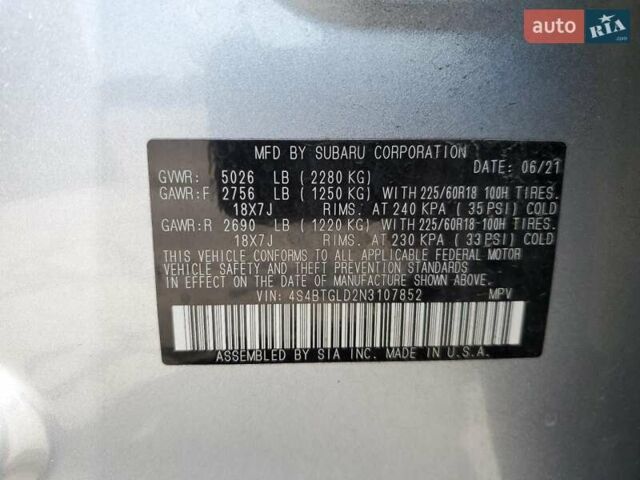 auto RIA.com
MFD BY SUBARU CORPORATION
DATE: 06/21
GVWR: 5026 LB (2280 KG)
GAWR:F 2756 LB (1250 KG) WITH 225/60R18 100H TIRES.
18X7J RIMS. AT 240 KPA (35 PSI) COLD
GAWR:R 2690 LB (1220 KG) WITH 225/60R18 100H TIRES.
18X7J RIMS. AT 230 KPA (33 PSI) COLD
THIS VEHICLE CONFORMS TO ALL APPLICABLE FEDERAL MOTOR
VEHICLE SAFETY AND THEFT PREVENTION STANDARDS
IN EFFECT ON THE DATE OF MANUFACTURE SHOWN ABOVE.
VIN: 4S4BTGLD2N3107852 MPV
ASSEMBLED BY SIA INC. MADE IN U.S.A.